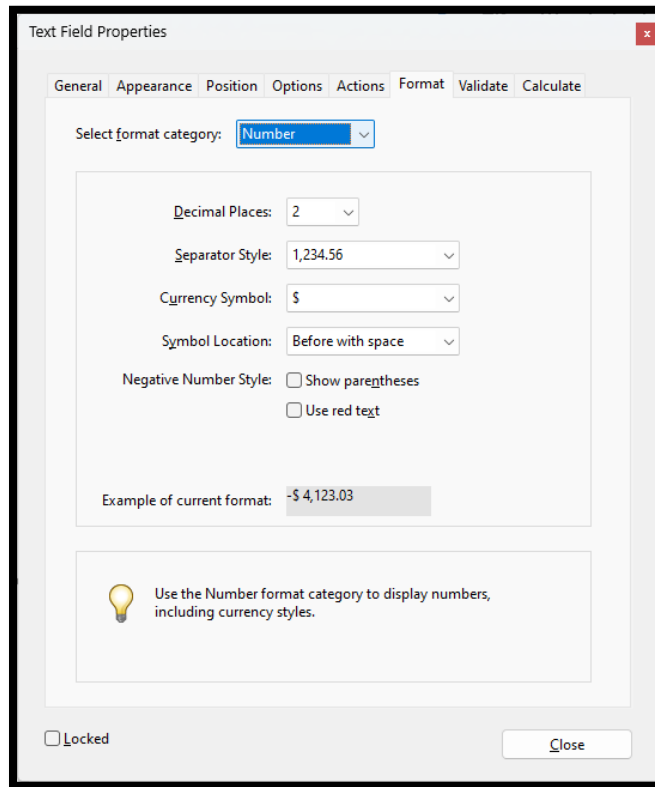 Text Field Properties
x
General Appearance Position Options Actions Format Validate Calculate
Select format category: Number
Decimal Places: 2
Separator Style: 1,234.56
Currency Symbol: $
Symbol Location: Before with space
Negative Number Style: Show parentheses
Use red text
Example of current format: -$ 4,123.03
Use the Number format category to display numbers,
including currency styles.
Locked
Close